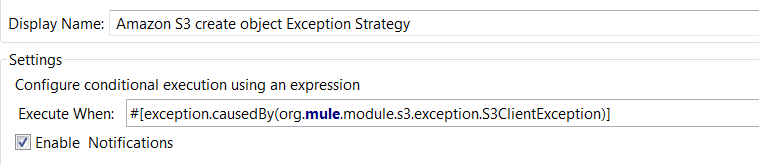 Display Name: Amazon S3 create object Exception Strategy
Settings
Configure conditional execution using an expression
Execute When: #[exception.causedBy(org.mule.module.s3.exception.S3ClientException)]
Enable Notifications